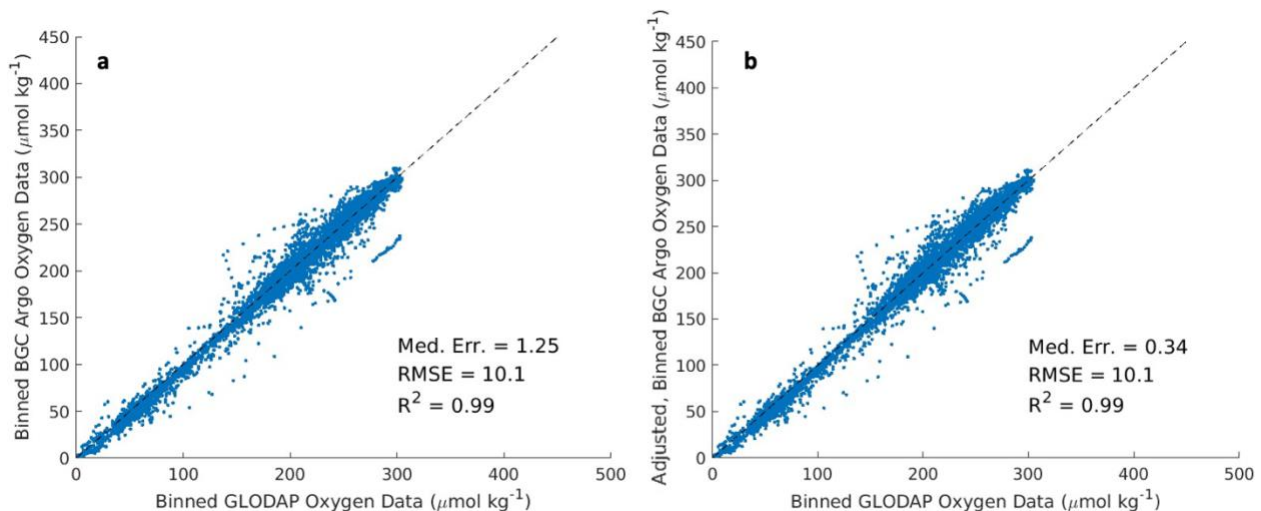 a
Binned BGC Argo Oxygen Data (μmol kg⁻¹)
450
400
350
300
250
200
150
100
50
0
Med. Err. = 1.25
RMSE = 10.1
R² = 0.99
0 100 200 300 400 500
Binned GLODAP Oxygen Data (μmol kg⁻¹)
b
Adjusted, Binned BGC Argo Oxygen Data (μmol kg⁻¹)
450
400
350
300
250
200
150
100
50
0
Med. Err. = 0.34
RMSE = 10.1
R² = 0.99
0 100 200 300 400 500
Binned GLODAP Oxygen Data (μmol kg⁻¹)